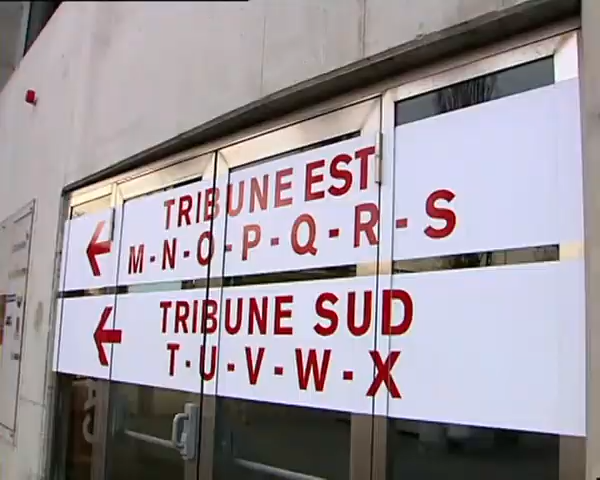 TRIBUNE EST
M-N-O-P-Q-R-S
TRIBUNE SUD
T-U-V-W-X